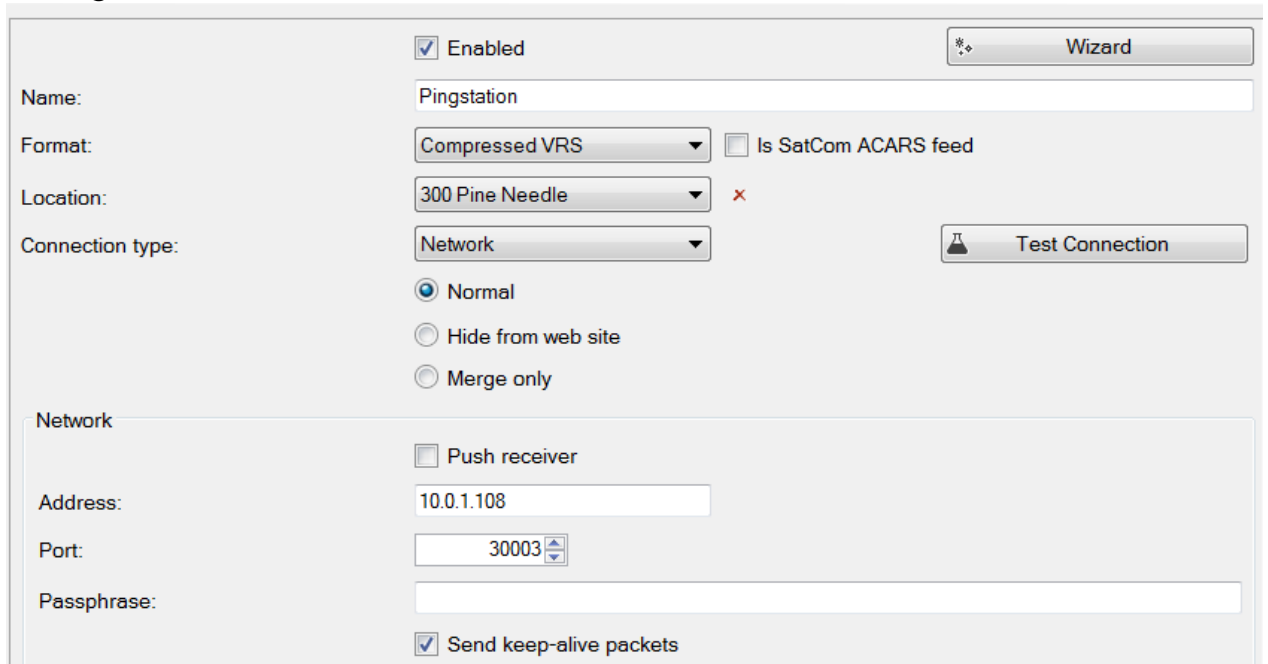 Enabled Wizard
Name: Pingstation
Format: Compressed VRS Is SatCom ACARS feed
Location: 300 Pine Needle
Connection type: Network Test Connection
Normal
Hide from web site
Merge only
Network
Push receiver
Address: 10.0.1.108
Port: 30003
Passphrase:
Send keep-alive packets